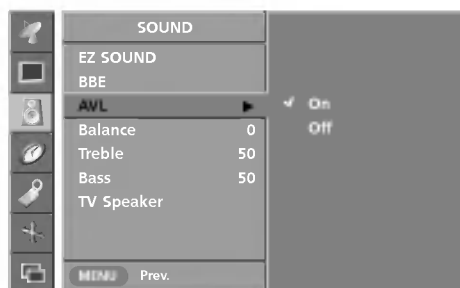 SOUND
EZ SOUND
BBE
AVL
On
Off
Balance 0
Treble 50
Bass 50
TV Speaker
MENU Prev.